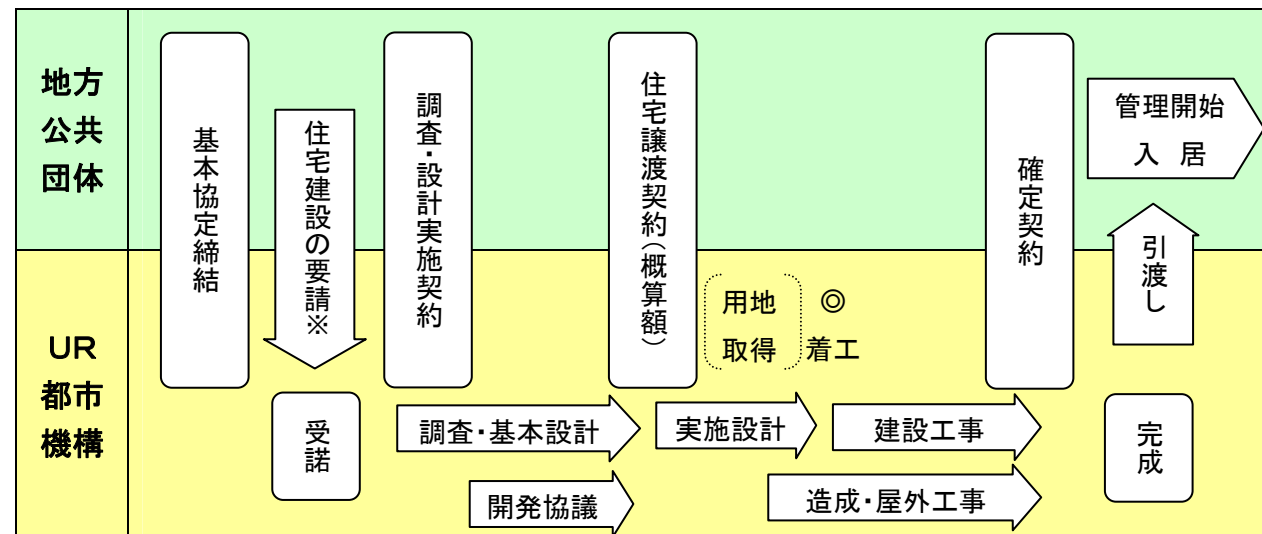 地方
公共
団体
基本協定締結
住宅建設の要請※
調査・設計実施契約
住宅譲渡契約(概算額)
確定契約
管理開始
入 居
引渡し
用地
取得
◎
着工
UR
都市
機構
受諾
調査・基本設計
実施設計
建設工事
完成
開発協議
造成・屋外工事